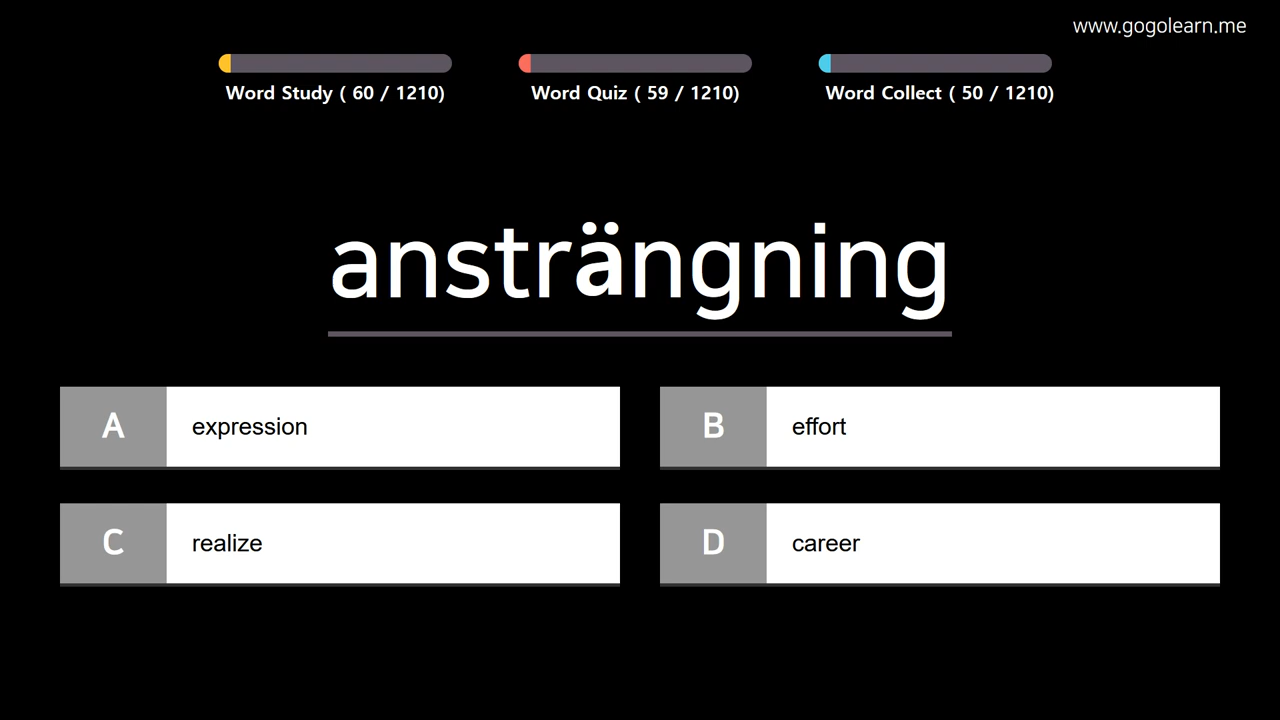 www.gogolearn.me
Word Study ( 60 / 1210)
Word Quiz ( 59 / 1210)
Word Collect ( 50 / 1210)
ansträngning
A expression
B effort
C realize
D career